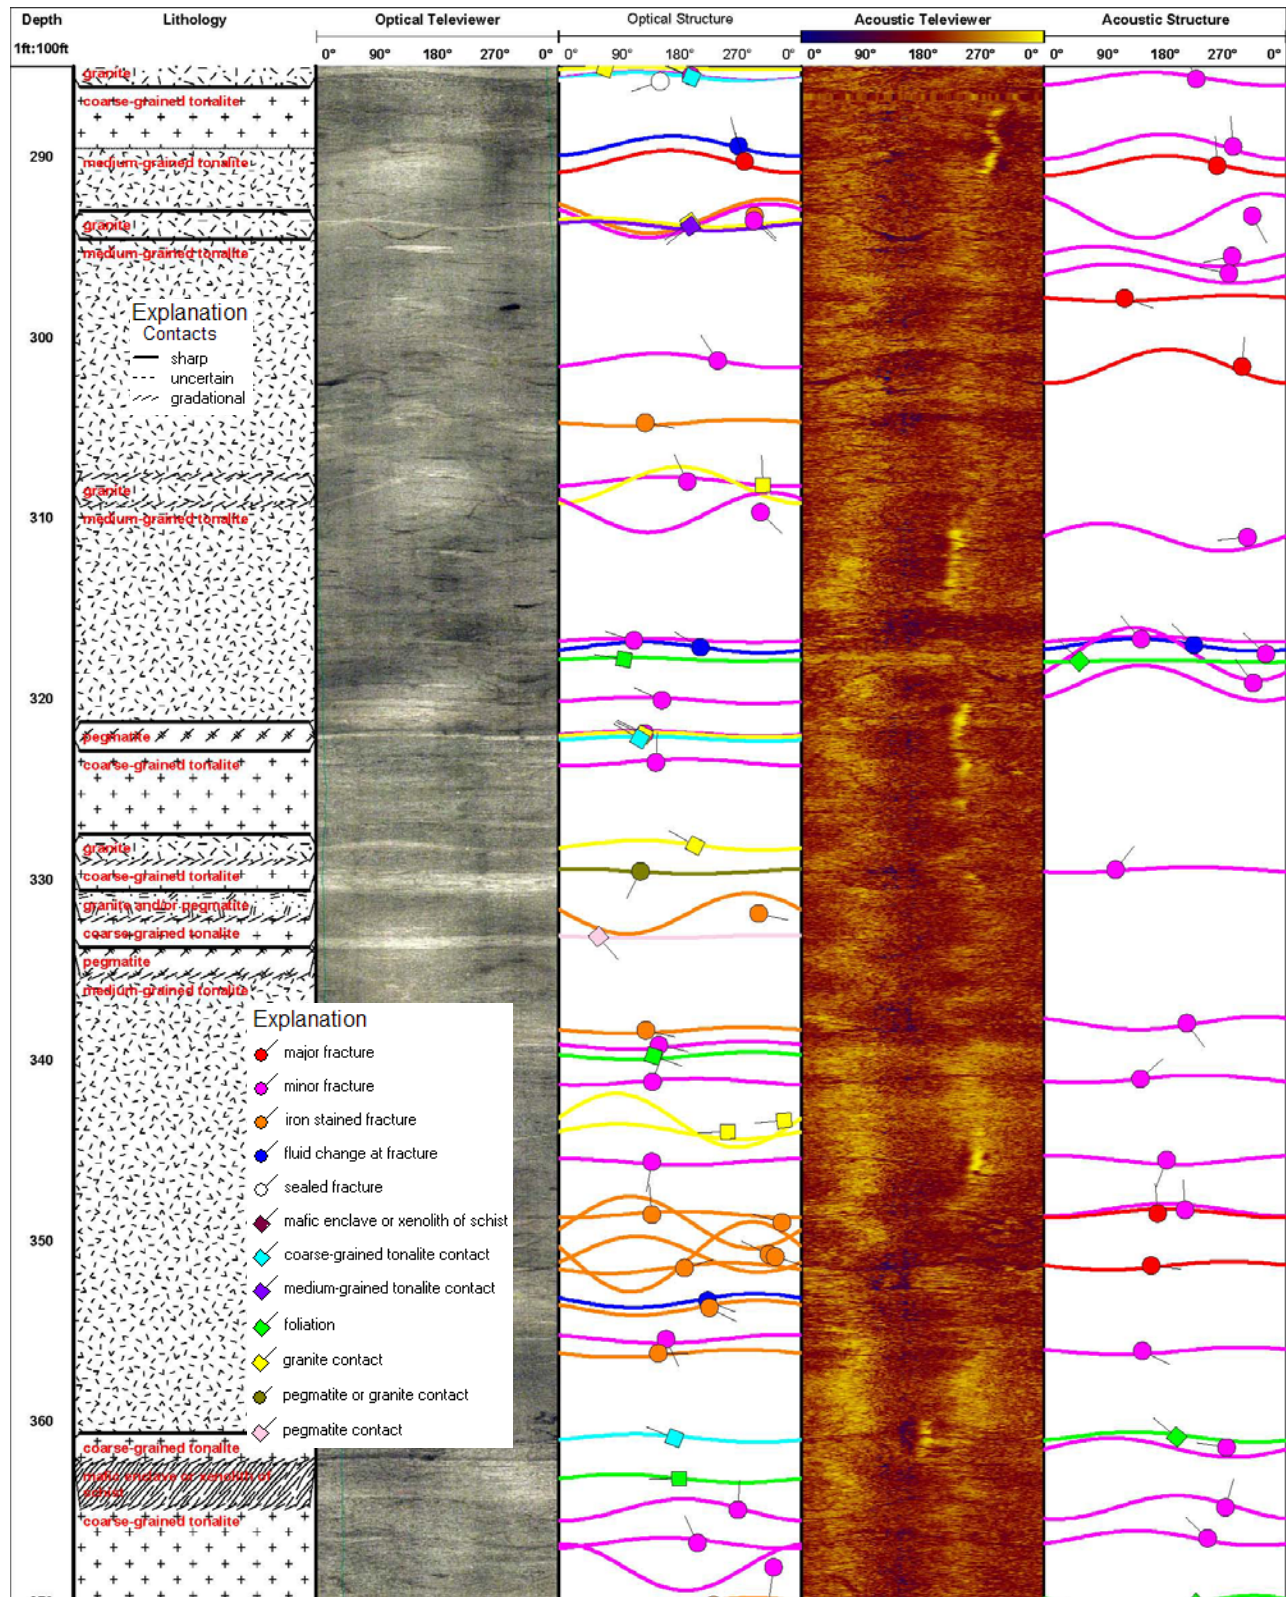 Depth Lithology Optical Televiewer Optical Structure Acoustic Televiewer Acoustic Structure
1ft:100ft 0° 90° 180° 270° 0° 0° 90° 180° 270° 0° 0° 90° 180° 270° 0° 0° 90° 180° 270° 0°
granite
coarse-grained tonalite
290
medium-grained tonalite
granite
medium-grained tonalite
Explanation
Contacts
300
sharp
uncertain
gradational
granite
310
medium-grained tonalite
320
pegmatite
coarse-grained tonalite
granite
coarse-grained tonalite
330
granite and/or pegmatite
coarse-grained tonalite
pegmatite
medium-grained tonalite
Explanation
major fracture
340
minor fracture
iron stained fracture
fluid change at fracture
sealed fracture
mafic enclave or xenolith of schist
350
coarse-grained tonalite contact
medium-grained tonalite contact
foliation
granite contact
pegmatite or granite contact
360
pegmatite contact
coarse-grained tonalite
mafic enclave or xenolith of
schist
coarse-grained tonalite